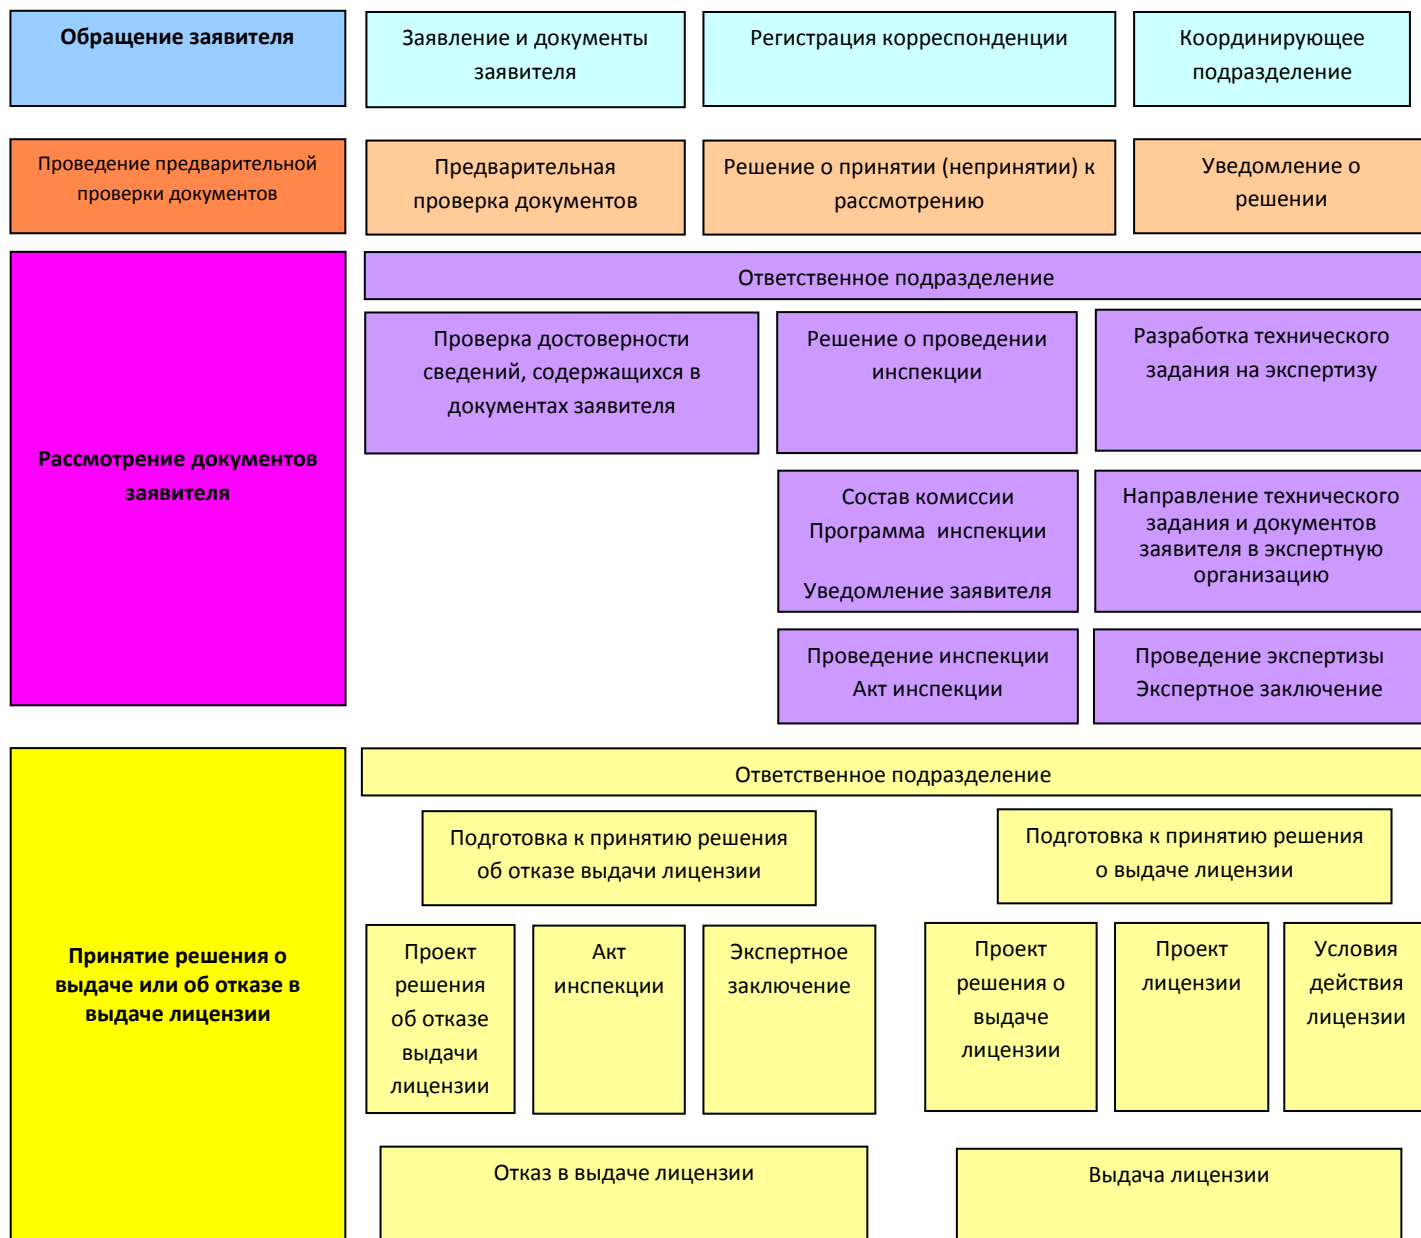 Обращение заявителя
Заявление и документы
заявителя
Регистрация корреспонденции
Координирующее
подразделение
Проведение предварительной
проверки документов
Предварительная
проверка документов
Решение о принятии (непринятии) к
рассмотрению
Уведомление о
решении
Рассмотрение документов
заявителя
Ответственное подразделение
Проверка достоверности
сведений, содержащихся в
документах заявителя
Решение о проведении
инспекции
Разработка технического
задания на экспертизу
Состав комиссии
Программа инспекции
Уведомление заявителя
Направление технического
задания и документов
заявителя в экспертную
организацию
Проведение инспекции
Акт инспекции
Проведение экспертизы
Экспертное заключение
Принятие решения о
выдаче или об отказе в
выдаче лицензии
Ответственное подразделение
Подготовка к принятию решения
об отказе выдачи лицензии
Подготовка к принятию решения
о выдаче лицензии
Проект
решения
об отказе
выдачи
лицензии
Акт
инспекции
Экспертное
заключение
Проект
решения о
выдаче
лицензии
Проект
лицензии
Условия
действия
лицензии
Отказ в выдаче лицензии
Выдача лицензии